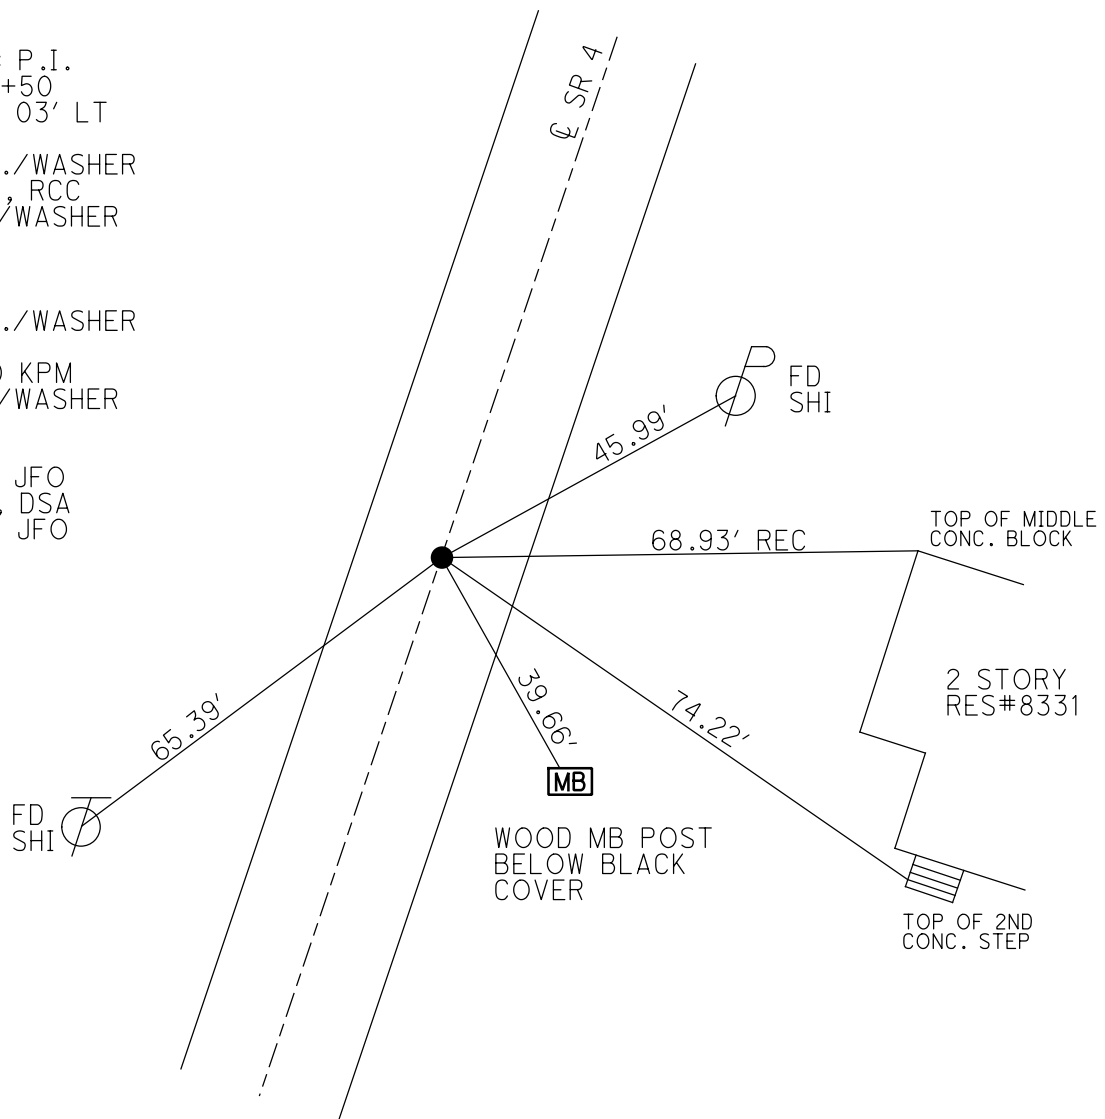 P.I.
+50
03' LT
./WASHER
, RCC
/WASHER
./WASHER
KPM
/WASHER
JFO
, DSA
JFO
℄ SR 4
45.99'
FD
SHI
68.93' REC
TOP OF MIDDLE
CONC. BLOCK
2 STORY
RES#8331
39.66'
74.22'
65.39'
FD
SHI
MB
WOOD MB POST
BELOW BLACK
COVER
TOP OF 2ND
CONC. STEP